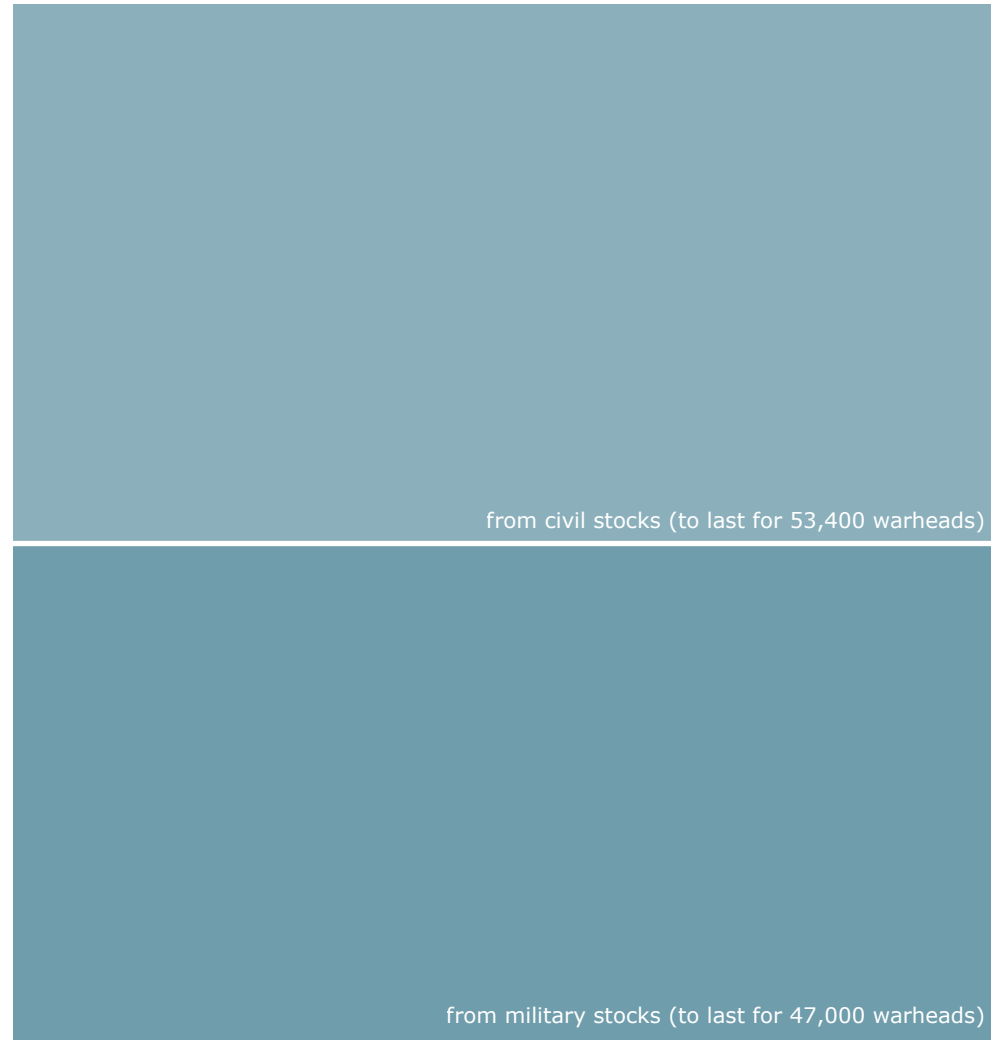 from civil stocks (to last for 53,400 warheads)
from military stocks (to last for 47,000 warheads)